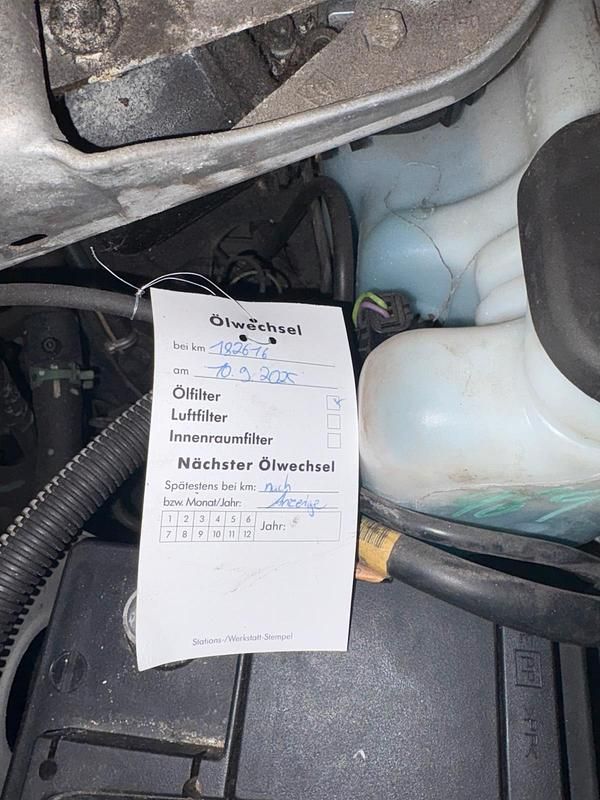 Ölwechsel
bei km 182616
am 10.9.2025
Ölfilter
Luftfilter
Innenraumfilter
Nächster Ölwechsel
Spätestens bei km: nach
bzw. Monat/Jahr: Anzeige
1 2 3 4 5 6 Jahr:
7 8 9 10 11 12
Stations-/Werkstatt-Stempel
PP